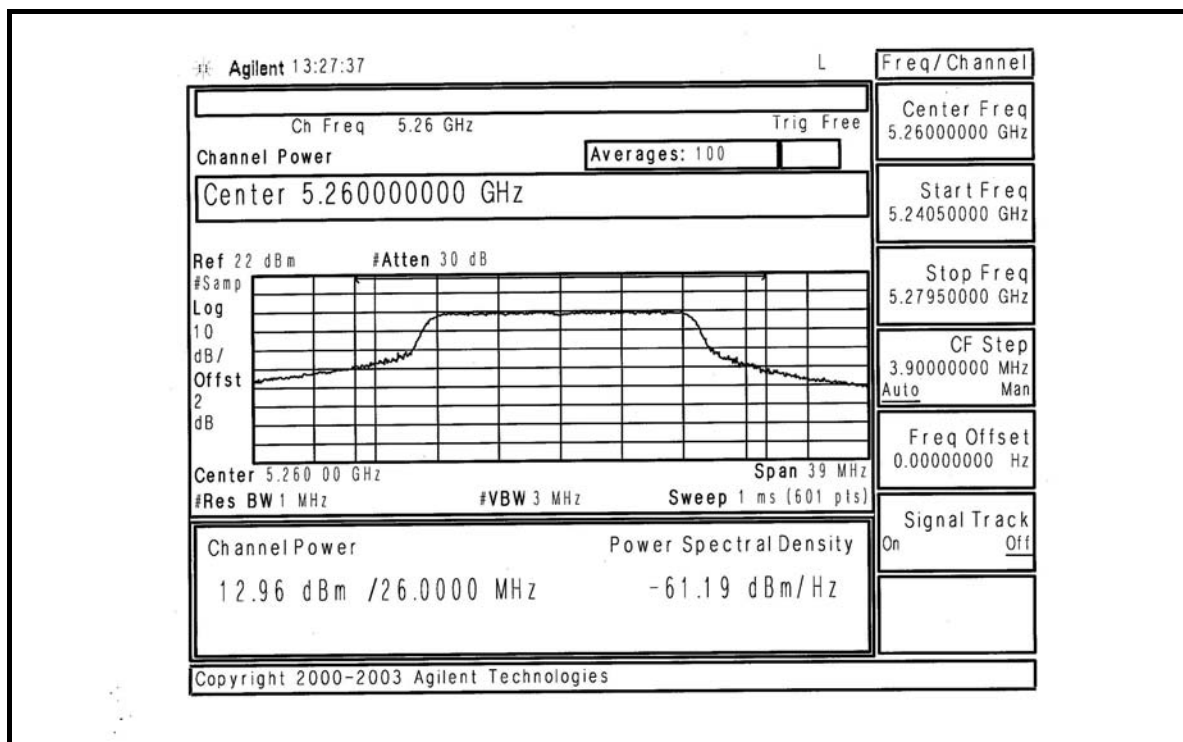 Agilent 13:27:37 L
Ch Freq 5.26 GHz Trig Free
Channel Power Averages: 100
Center 5.260000000 GHz
Ref 22 dBm #Atten 30 dB
#Samp
Log
10
dB/
Offst
2
dB
Center 5.260 00 GHz Span 39 MHz
#Res BW 1 MHz #VBW 3 MHz Sweep 1 ms (601 pts)
Channel Power Power Spectral Density
12.96 dBm /26.0000 MHz -61.19 dBm/Hz
Copyright 2000-2003 Agilent Technologies
Freq/Channel
Center Freq
5.26000000 GHz
Start Freq
5.24050000 GHz
Stop Freq
5.27950000 GHz
CF Step
3.90000000 MHz
Auto Man
Freq Offset
0.00000000 Hz
Signal Track
On Off